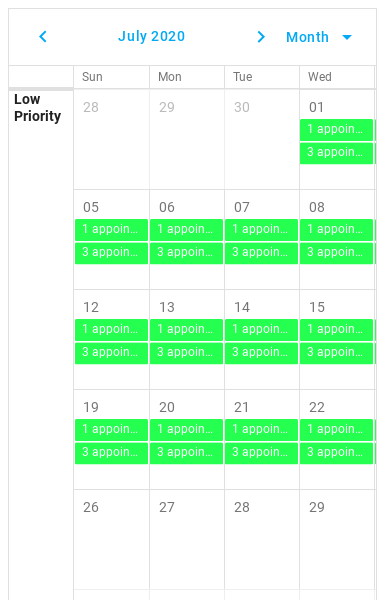 July 2020 Month
Sun Mon Tue Wed
Low
Priority
28 29 30 01
1 appoin...
3 appoin...
05 06 07 08
1 appoin... 1 appoin... 1 appoin... 1 appoin...
3 appoin... 3 appoin... 3 appoin... 3 appoin...
12 13 14 15
1 appoin... 1 appoin... 1 appoin... 1 appoin...
3 appoin... 3 appoin... 3 appoin... 3 appoin...
19 20 21 22
1 appoin... 1 appoin... 1 appoin... 1 appoin...
3 appoin... 3 appoin... 3 appoin... 3 appoin...
26 27 28 29